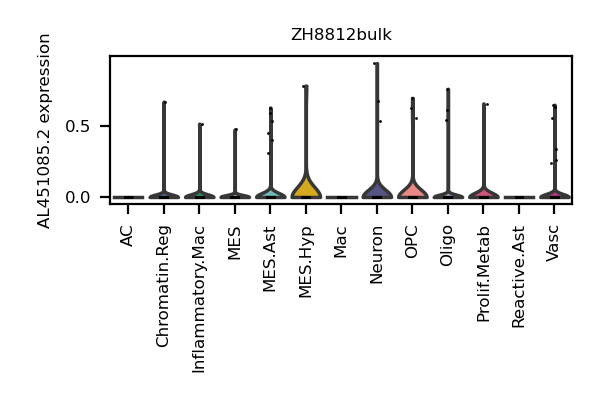 ZH8812bulk
AL451085.2 expression
0.5
0.0
AC
Chromatin.Reg
Inflammatory.Mac
MES
MES.Ast
MES.Hyp
Mac
Neuron
OPC
Oligo
Prolif.Metab
Reactive.Ast
Vasc